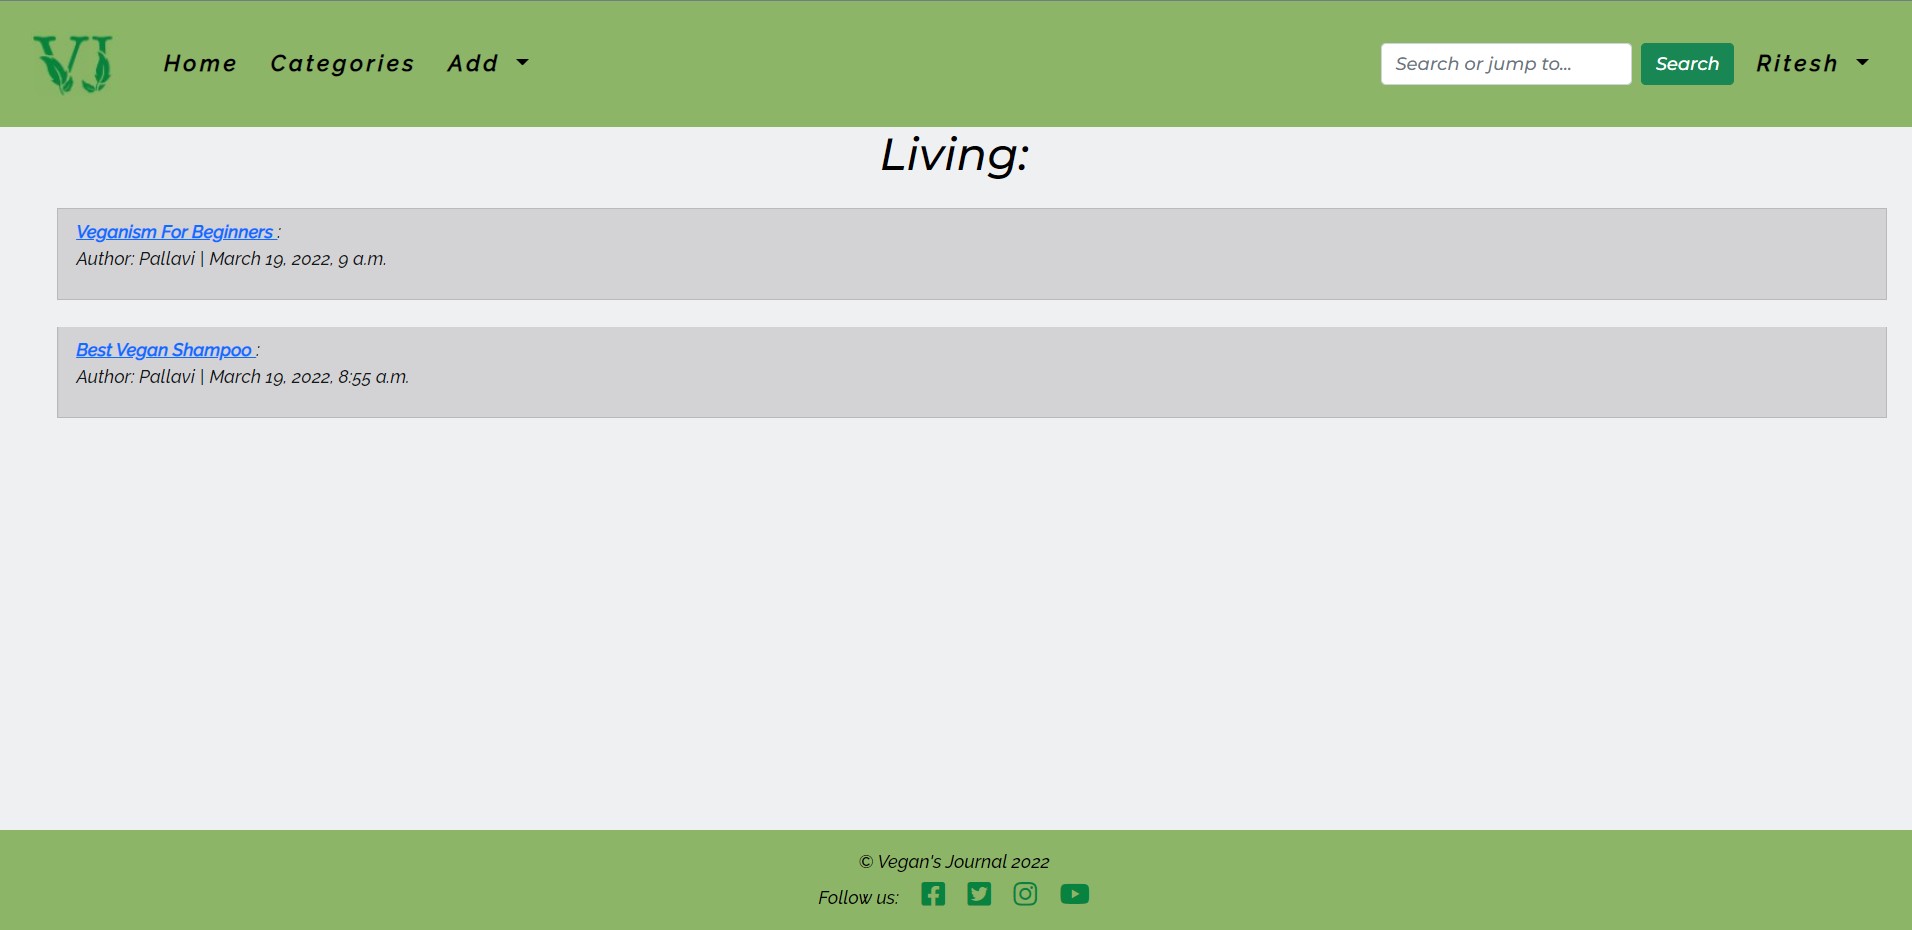 VJ Home Categories Add Search or jump to... Search Ritesh
Living:
Veganism For Beginners :
Author: Pallavi | March 19, 2022, 9 a.m.
Best Vegan Shampoo :
Author: Pallavi | March 19, 2022, 8:55 a.m.
© Vegan's Journal 2022
Follow us: